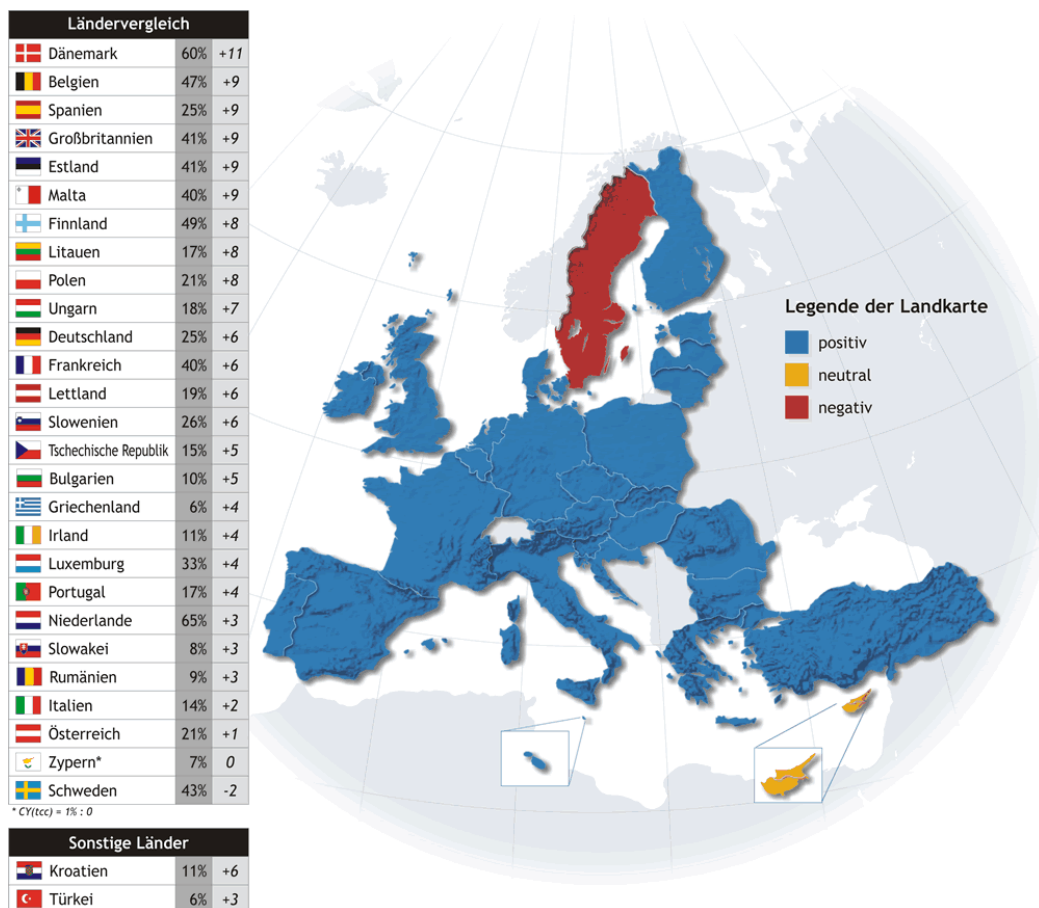 Ländervergleich
Dänemark 60% +11
Belgien 47% +9
Spanien 25% +9
Großbritannien 41% +9
Estland 41% +9
Malta 40% +9
Finnland 49% +8
Litauen 17% +8
Polen 21% +8
Ungarn 18% +7
Deutschland 25% +6
Frankreich 40% +6
Lettland 19% +6
Slowenien 26% +6
Tschechische Republik 15% +5
Bulgarien 10% +5
Griechenland 6% +4
Irland 11% +4
Luxemburg 33% +4
Portugal 17% +4
Niederlande 65% +3
Slowakei 8% +3
Rumänien 9% +3
Italien 14% +2
Österreich 21% +1
Zypern* 7% 0
Schweden 43% -2
* CY(tcc) = 1% : 0
Sonstige Länder
Kroatien 11% +6
Türkei 6% +3
Legende der Landkarte
positiv
neutral
negativ